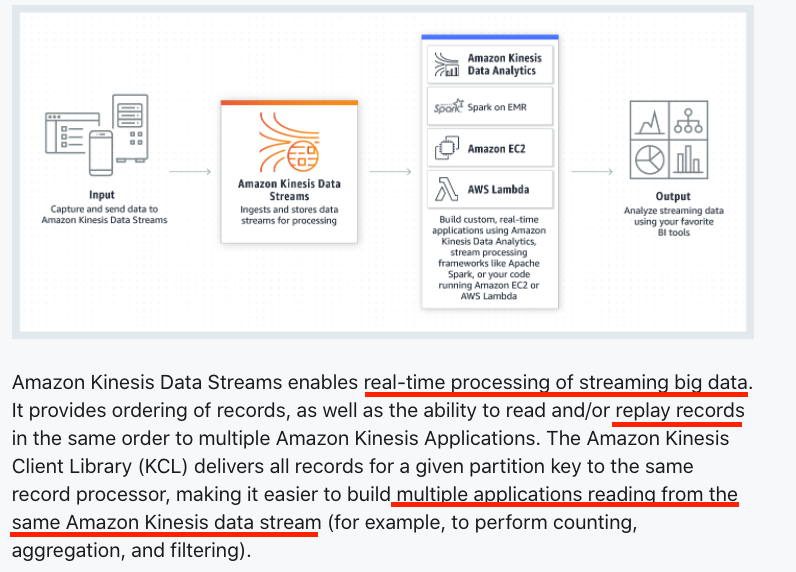 Amazon Kinesis
Data Analytics
Spark
Spark on EMR
Amazon EC2
AWS Lambda
Input
Capture and send data to
Amazon Kinesis Data Streams
Amazon Kinesis Data
Streams
Ingests and stores data
streams for processing
Build custom, real-time
applications using Amazon
Kinesis Data Analytics,
stream processing
frameworks like Apache
Spark, or your code
running Amazon EC2 or
AWS Lambda
Output
Analyze streaming data
using your favorite
BI tools
Amazon Kinesis Data Streams enables real-time processing of streaming big data.
It provides ordering of records, as well as the ability to read and/or replay records
in the same order to multiple Amazon Kinesis Applications. The Amazon Kinesis
Client Library (KCL) delivers all records for a given partition key to the same
record processor, making it easier to build multiple applications reading from the
same Amazon Kinesis data stream (for example, to perform counting,
aggregation, and filtering).